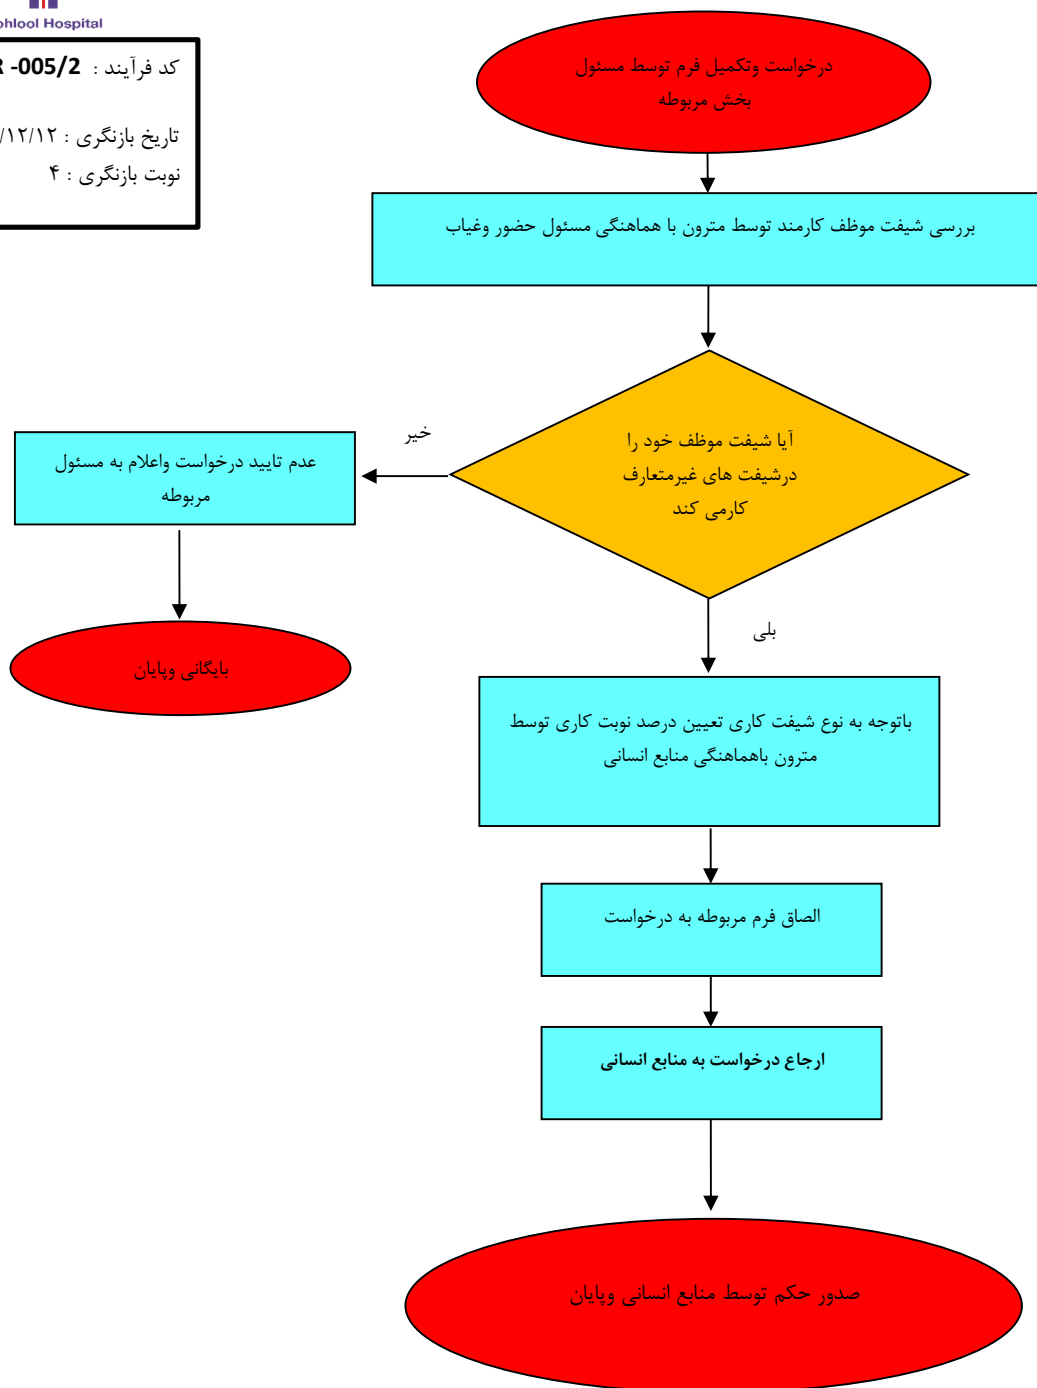 Hospital
کد فرآیند : -005/2
تاریخ بازنگری : ۱۲/۱۲/
نوبت بازنگری : ۴
درخواست وتکمیل فرم توسط مسئول
بخش مربوطه
بررسی شیفت موظف کارمند توسط مترون با هماهنگی مسئول حضور وغیاب
آیا شیفت موظف خود را
درشیفت های غیرمتعارف
کارمی کند
خیر
عدم تایید درخواست واعلام به مسئول
مربوطه
بایگانی وپایان
بلی
باتوجه به نوع شیفت کاری تعیین درصد نوبت کاری توسط
مترون باهماهنگی منابع انسانی
الصاق فرم مربوطه به درخواست
ارجاع درخواست به منابع انسانی
صدور حکم توسط منابع انسانی وپایان